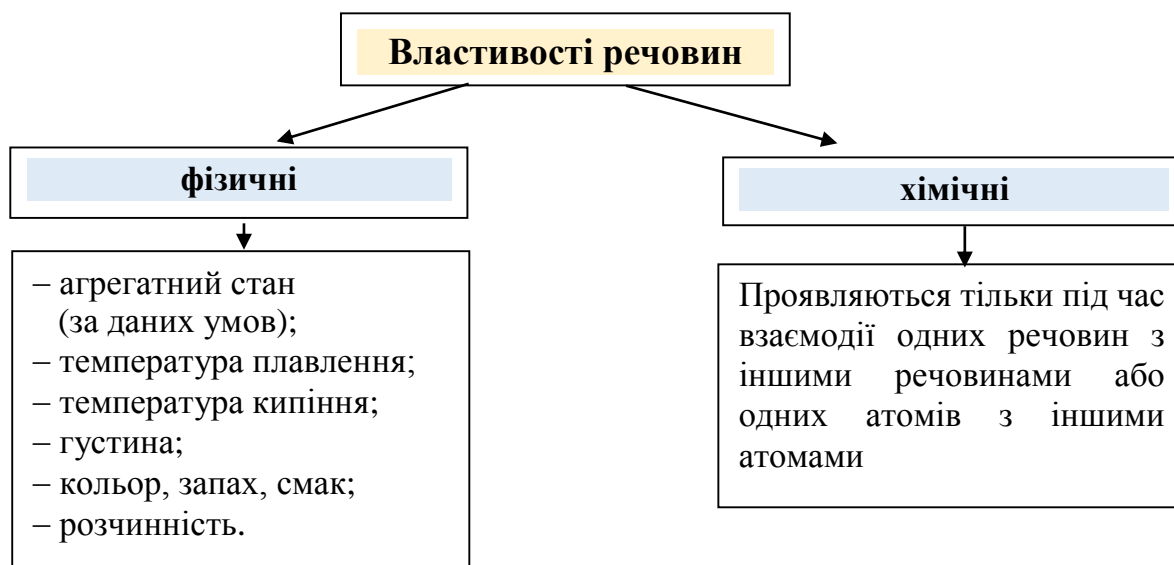 Властивості речовин
фізичні
– агрегатний стан
(за даних умов);
– температура плавлення;
– температура кипіння;
– густина;
– кольор, запах, смак;
– розчинність.
хімічні
Проявляються тільки під час
взаємодії одних речовин з
іншими речовинами або
одних атомів з іншими
атомами